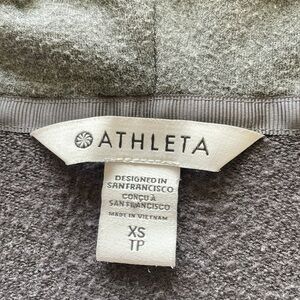 ATHLETA
DESIGNED IN
SAN FRANCISCO
CONÇU À
SAN FRANCISCO
MADE IN VIETNAM
XS
TP